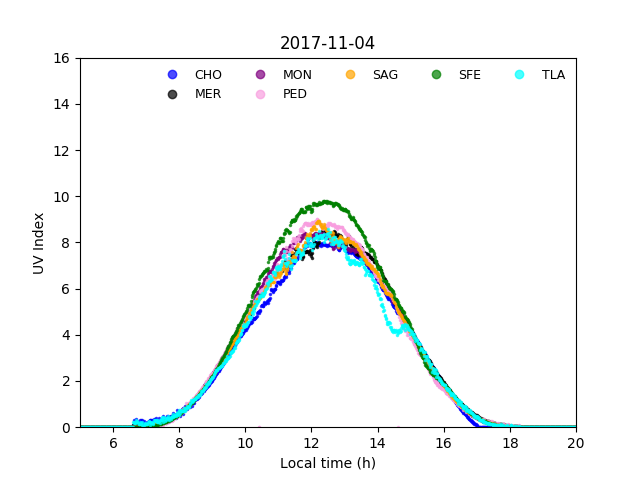 2017-11-04
16
CHO MON SAG SFE TLA
MER PED
14
12
10
8
6
4
2
0
UV Index
6 8 10 12 14 16 18 20
Local time (h)